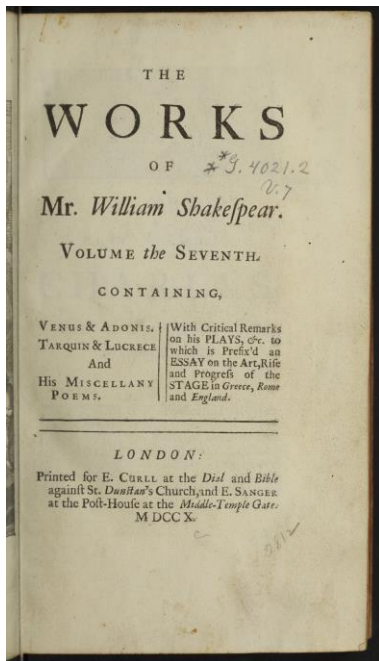 THE
WORKS
OF
**G. 4021.2
V.7
Mr. William Shakeſpear.
VOLUME the SEVENTH.
CONTAINING,
VENUS & ADONIS.
TARQUIN & LUCRECE
And
His MISCELLANY
POEMS.
With Critical Remarks
on his PLAYS, &c. to
which is Prefix'd an
ESSAY on the Art, Riſe
and Progreſs of the
STAGE in Greece, Rome
and England.
LONDON:
Printed for E. CURLL at the Dial and Bible
againſt St. Dunſtan's Church, and E. SANGER
at the Poſt-Houſe at the Middle-Temple Gate.
M DCC X.